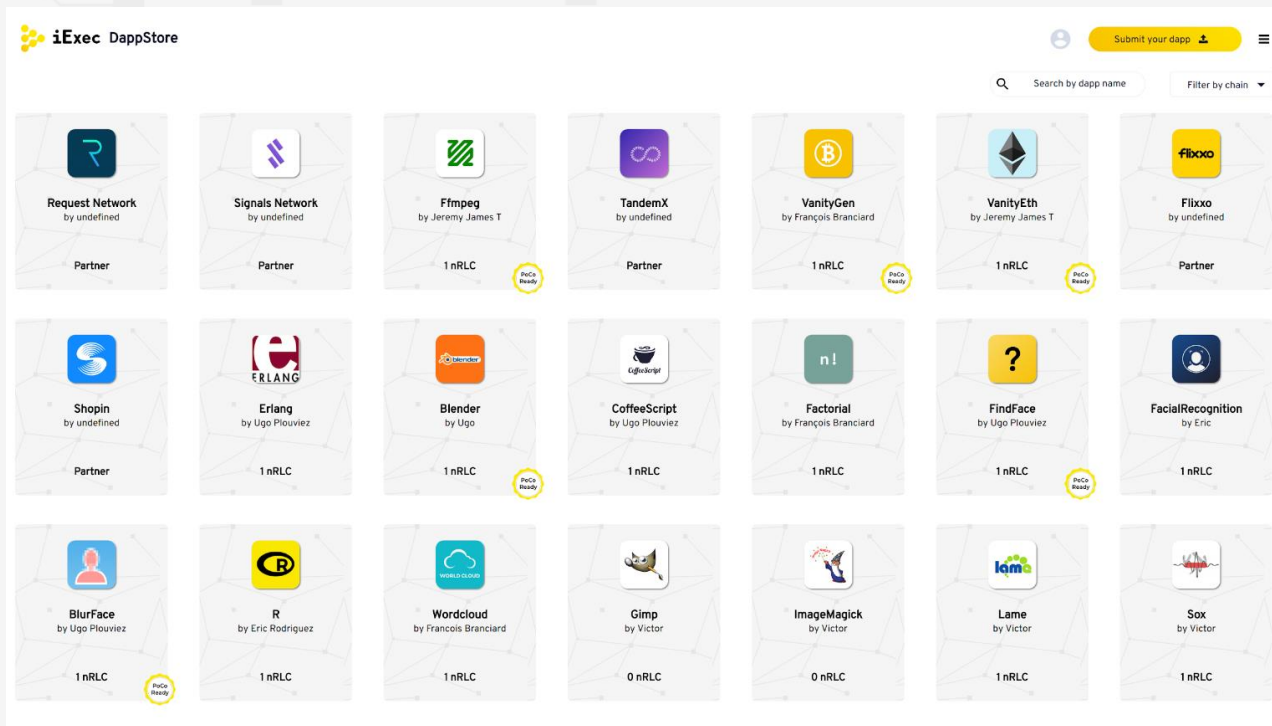 iExec DappStore
Submit your dapp
Search by dapp name
Filter by chain
Request Network
by undefined
Partner
Signals Network
by undefined
Partner
Ffmpeg
by Jeremy James T
1 nRLC
PoCo
Ready
TandemX
by undefined
Partner
VanityGen
by François Branciard
1 nRLC
PoCo
Ready
VanityEth
by Jeremy James T
1 nRLC
PoCo
Ready
flixxo
Flixxo
by undefined
Partner
Shopin
by undefined
Partner
ERLANG
Erlang
by Ugo Plouviez
1 nRLC
blender
Blender
by Ugo
1 nRLC
PoCo
Ready
CoffeeScript
CoffeeScript
by Ugo Plouviez
1 nRLC
n!
Factorial
by François Branciard
1 nRLC
?
FindFace
by Ugo Plouviez
1 nRLC
PoCo
Ready
FacialRecognition
by Eric
1 nRLC
BlurFace
by Ugo Plouviez
1 nRLC
PoCo
Ready
R
R
by Eric Rodriguez
1 nRLC
WORLD CLOUD
Wordcloud
by Francois Branciard
1 nRLC
Gimp
by Victor
0 nRLC
ImageMagick
by Victor
0 nRLC
lame
Lame
by Victor
1 nRLC
Sox
by Victor
1 nRLC